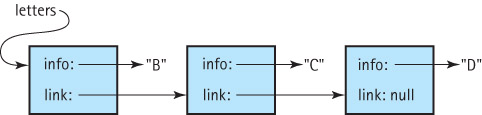 letters
info: "B" info: "C" info: "D"
link: link: link: null